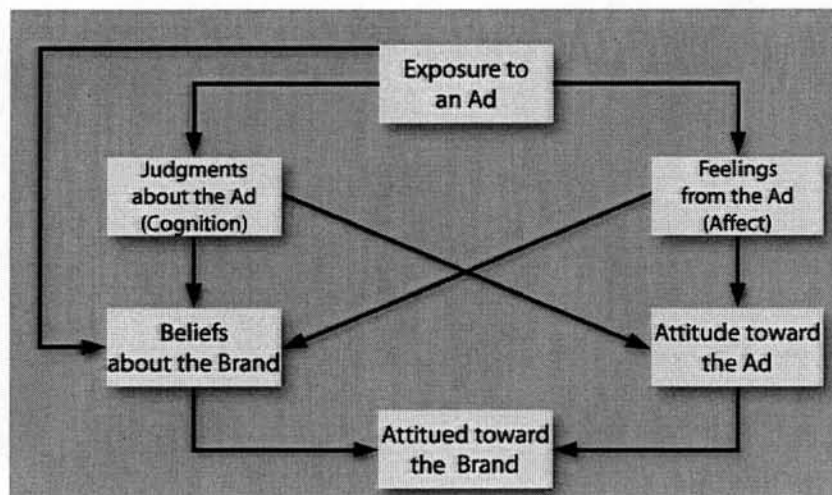 Exposure to
an Ad
Judgments
about the Ad
(Cognition)
Feelings
from the Ad
(Affect)
Beliefs
about the Brand
Attitude toward
the Ad
Attitued toward
the Brand